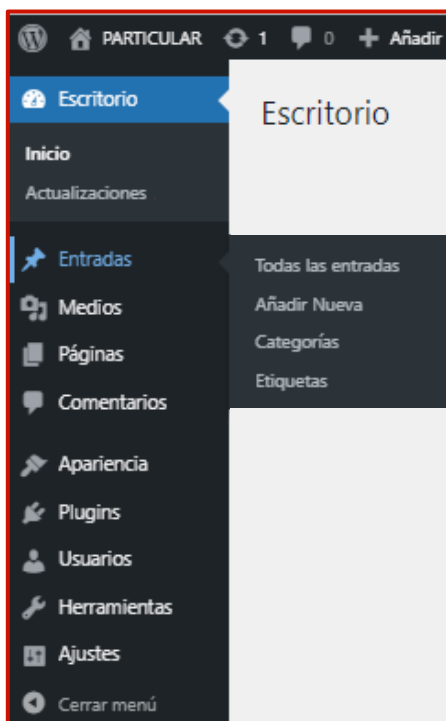 PARTICULAR 1 0 + Añadir
Escritorio
Escritorio
Inicio
Actualizaciones
Entradas
Todas las entradas
Añadir Nueva
Categorías
Etiquetas
Medios
Páginas
Comentarios
Apariencia
Plugins
Usuarios
Herramientas
Ajustes
Cerrar menú